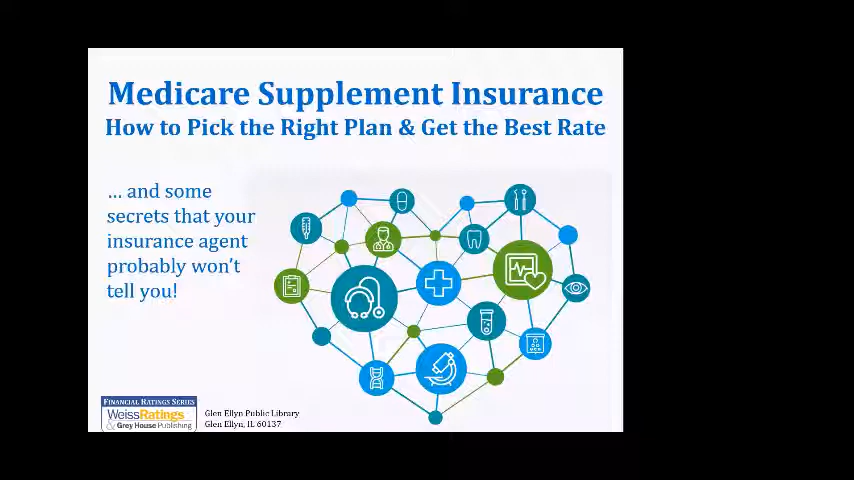 Medicare Supplement Insurance
How to Pick the Right Plan & Get the Best Rate
... and some
secrets that your
insurance agent
probably won't
tell you!
FINANCIAL RATINGS SERIES
WeissRatings
& Grey House Publishing
Glen Ellyn Public Library
Glen Ellyn, IL 60137